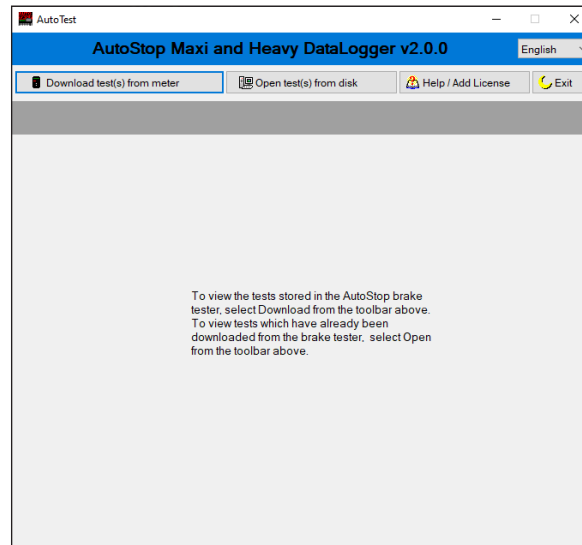 AutoTest
AutoStop Maxi and Heavy DataLogger v2.0.0
English
Download test(s) from meter
Open test(s) from disk
Help / Add License
Exit
To view the tests stored in the AutoStop brake
tester, select Download from the toolbar above.
To view tests which have already been
downloaded from the brake tester, select Open
from the toolbar above.